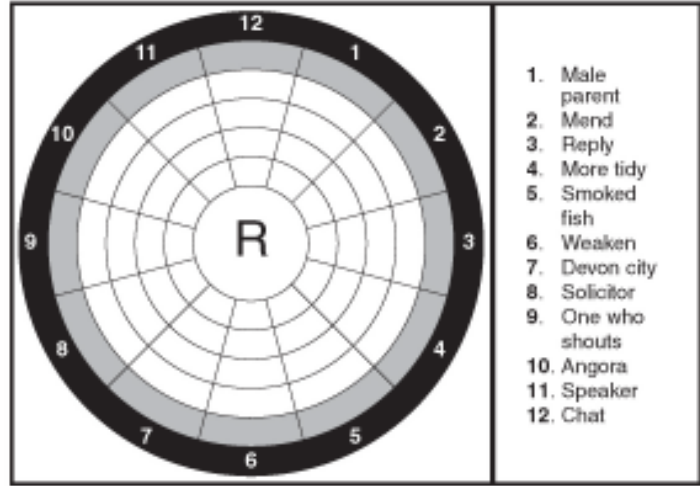 12
11
1
10
2
R
9
3
8
4
7
5
6
1. Male
parent
2. Mend
3. Reply
4. More tidy
5. Smoked
fish
6. Weaken
7. Devon city
8. Solicitor
9. One who
shouts
10. Angora
11. Speaker
12. Chat